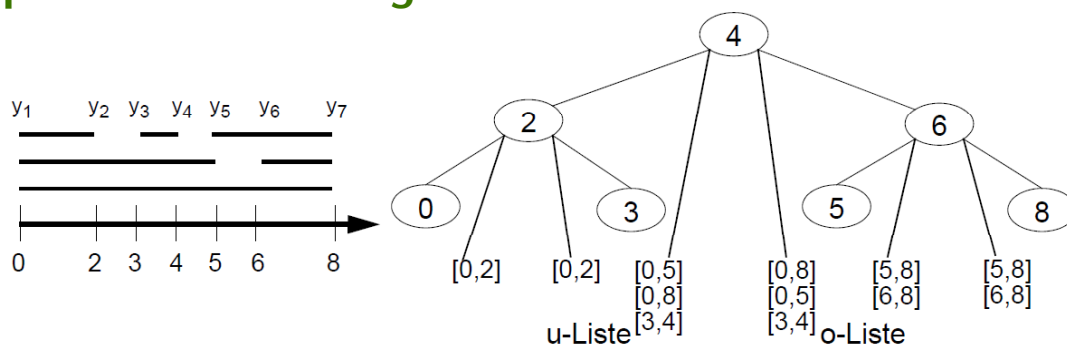 y1 y2 y3 y4 y5 y6 y7
0 2 3 4 5 6 8
4
2 6
0 3 5 8
[0,2] [0,2] [0,5] [0,8] [5,8] [5,8]
[0,8] [0,5] [6,8] [6,8]
u-Liste [3,4] [3,4] o-Liste